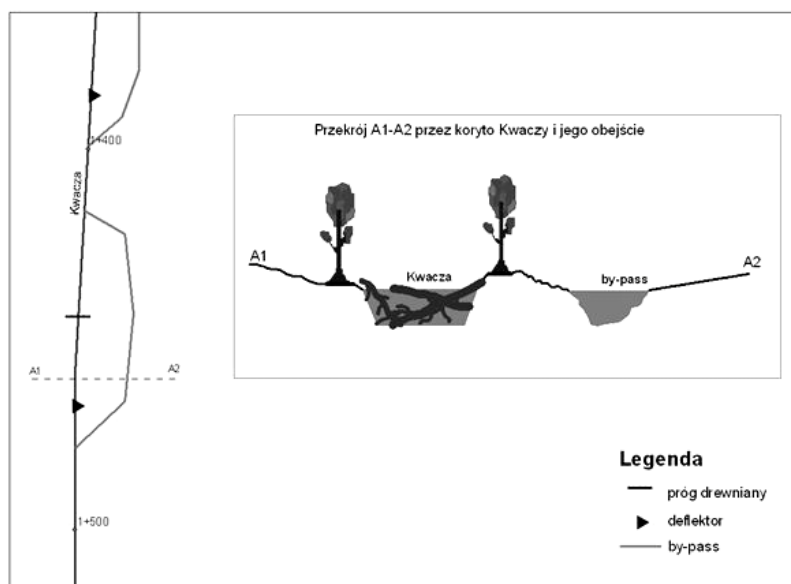 1+400
Kwacza
A1
A2
1+500
Przekrój A1-A2 przez koryto Kwaczy i jego obejście
A1
Kwacza
by-pass
A2
Legenda
próg drewniany
deflektor
by-pass